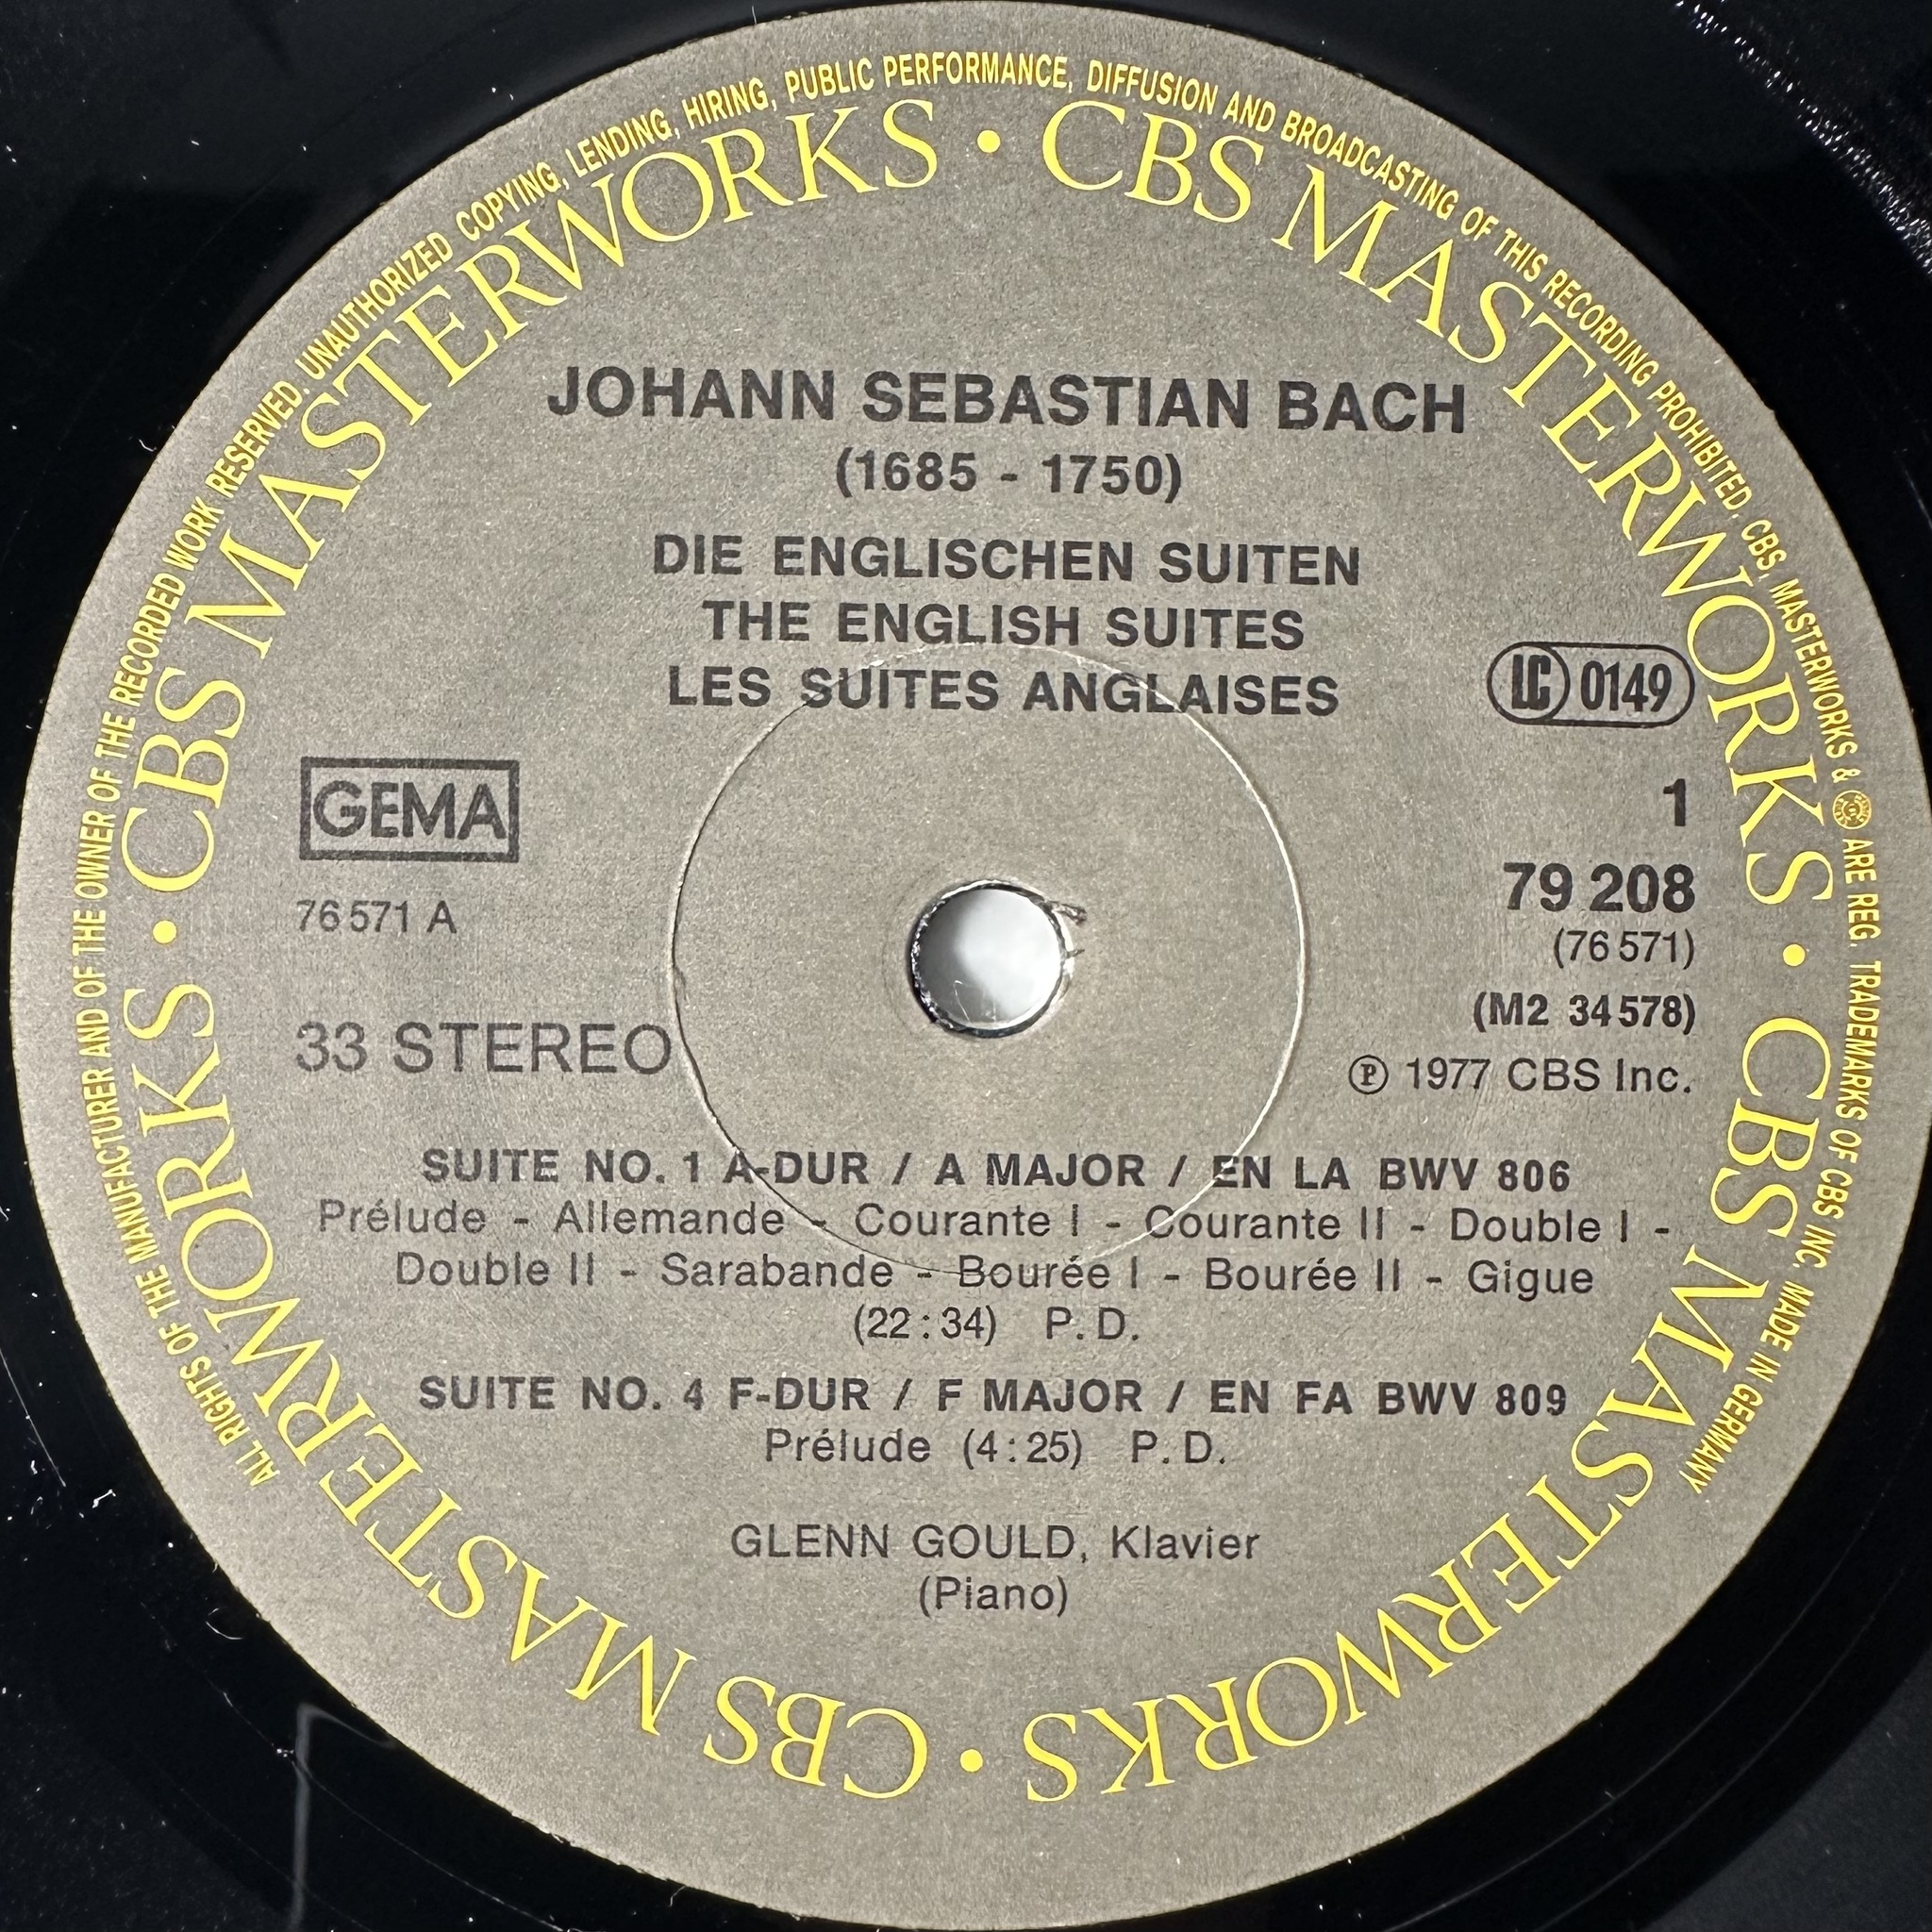 ALL RIGHTS OF THE MANUFACTURER AND OF THE OWNER OF THE RECORDED WORK RESERVED. UNAUTHORIZED COPYING, LENDING, HIRING, PUBLIC PERFORMANCE, DIFFUSION AND BROADCASTING OF THIS RECORDING PROHIBITED, CBS, MASTERWORKS & ARE REG. TRADEMARKS OF CBS INC. MADE IN GERMANY
CBS MASTERWORKS • CBS MASTERWORKS • CBS MASTERWORKS • CBS MASTERWORKS • CBS MASTERWORKS •
JOHANN SEBASTIAN BACH
(1685 - 1750)
DIE ENGLISCHEN SUITEN
THE ENGLISH SUITES
LES SUITES ANGLAISES
LC 0149
GEMA
1
79 208
76 571 A
(76 571)
(M2 34 578)
33 STEREO
℗ 1977 CBS Inc.
SUITE NO. 1 A-DUR / A MAJOR / EN LA BWV 806
Prélude - Allemande - Courante I - Courante II - Double I -
Double II - Sarabande - Bourée I - Bourée II - Gigue
(22:34) P.D.
SUITE NO. 4 F-DUR / F MAJOR / EN FA BWV 809
Prélude (4:25) P.D.
GLENN GOULD, Klavier
(Piano)